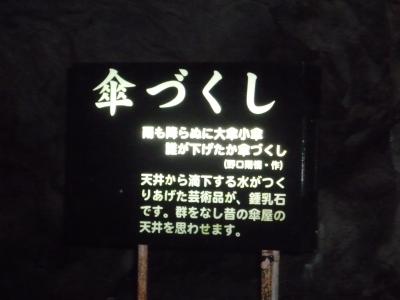 傘づくし
雨も降らぬに大傘小傘
誰が下げたか傘づくし
(野口雨情・作)
天井から滴下する水がつく
りあげた芸術品が、鍾乳石
です。群をなし昔の傘屋の
天井を思わせます。